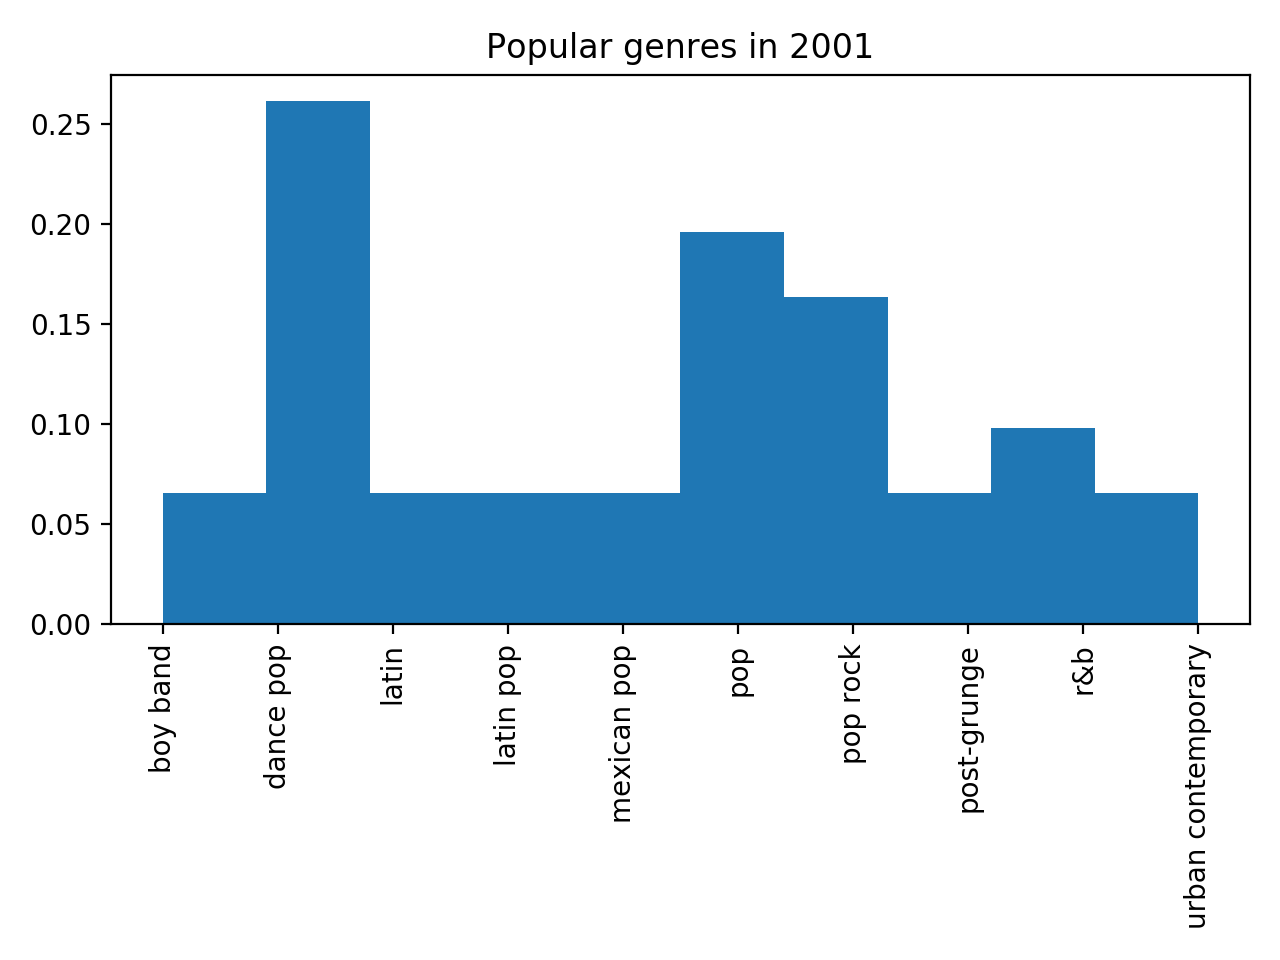 Popular genres in 2001
0.25
0.20
0.15
0.10
0.05
0.00
boy band
dance pop
latin
latin pop
mexican pop
pop
pop rock
post-grunge
r&b
urban contemporary